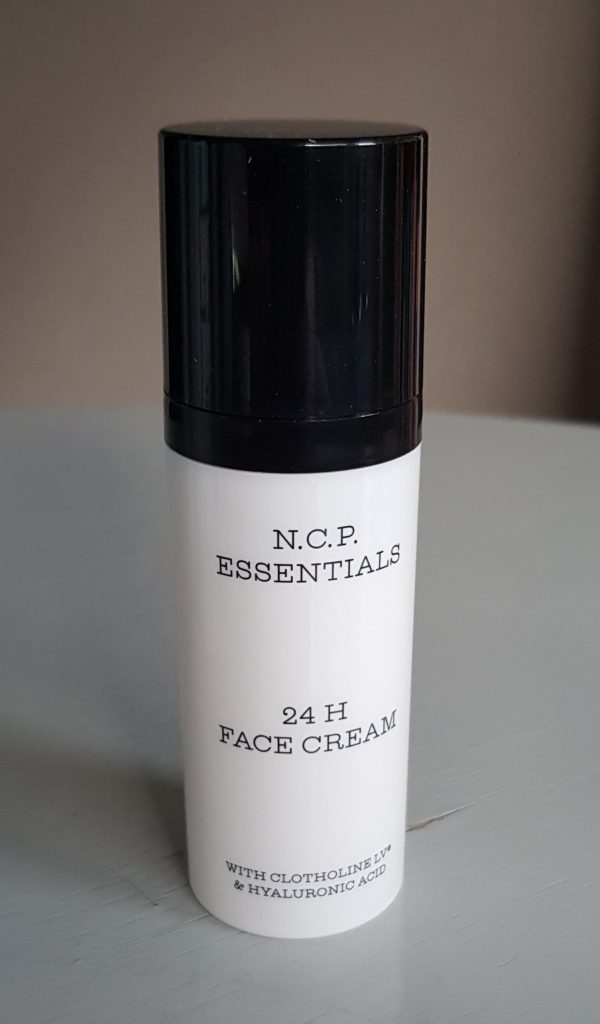 N.C.P.
ESSENTIALS
24 H
FACE CREAM
WITH CLOTHOLINE LV®
& HYALURONIC ACID